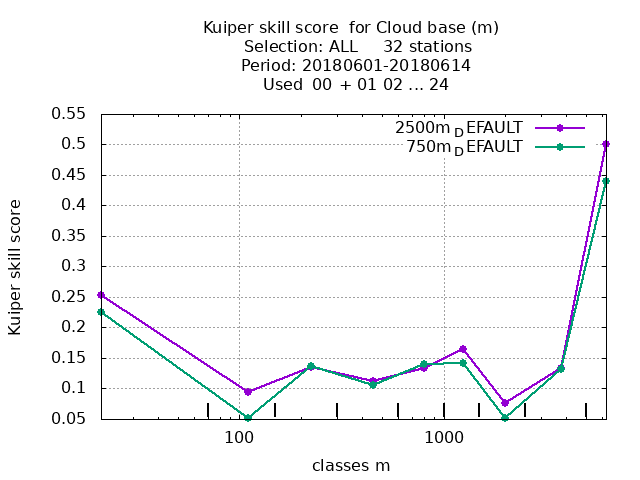 Kuiper skill score for Cloud base (m)
Selection: ALL 32 stations
Period: 20180601-20180614
Used 00 + 01 02 ... 24
2500m_DEFAULT
750m_DEFAULT
0.55
0.5
0.45
0.4
0.35
0.3
0.25
0.2
0.15
0.1
0.05
Kuiper skill score
100 1000
classes m